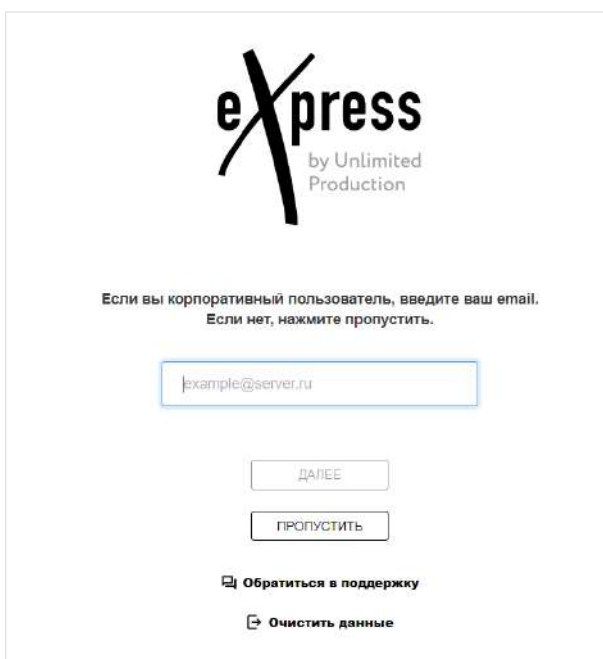 eXpress
by Unlimited
Production
Если вы корпоративный пользователь, введите ваш email.
Если нет, нажмите пропустить.
example@server.ru
ДАЛЕЕ
ПРОПУСТИТЬ
Обратиться в поддержку
Очистить данные